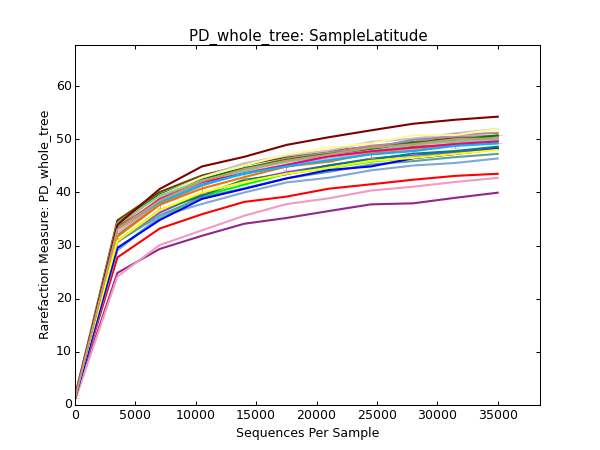 PD_whole_tree: SampleLatitude
Rarefaction Measure: PD_whole_tree
60
50
40
30
20
10
0
0 5000 10000 15000 20000 25000 30000 35000
Sequences Per Sample